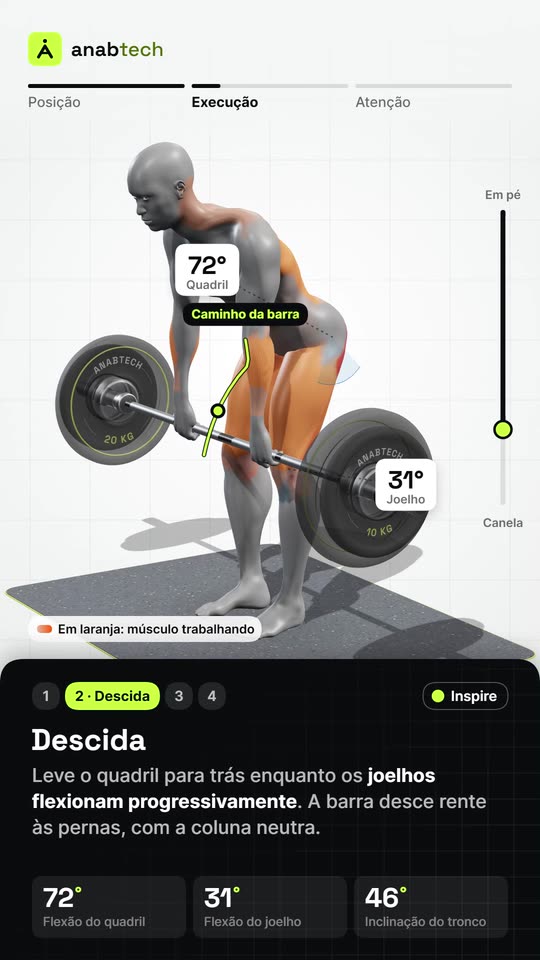 anabtech
Posição
Execução
Atenção
Em pé
72°
Quadril
Caminho da barra
ANABTECH
20 KG
ANABTECH
31°
Joelho
10 KG
Canela
Em laranja: músculo trabalhando
1
2 · Descida
3
4
Inspire
Descida
Leve o quadril para trás enquanto os joelhos
flexionam progressivamente. A barra desce rente
às pernas, com a coluna neutra.
72°
Flexão do quadril
31°
Flexão do joelho
46°
Inclinação do tronco